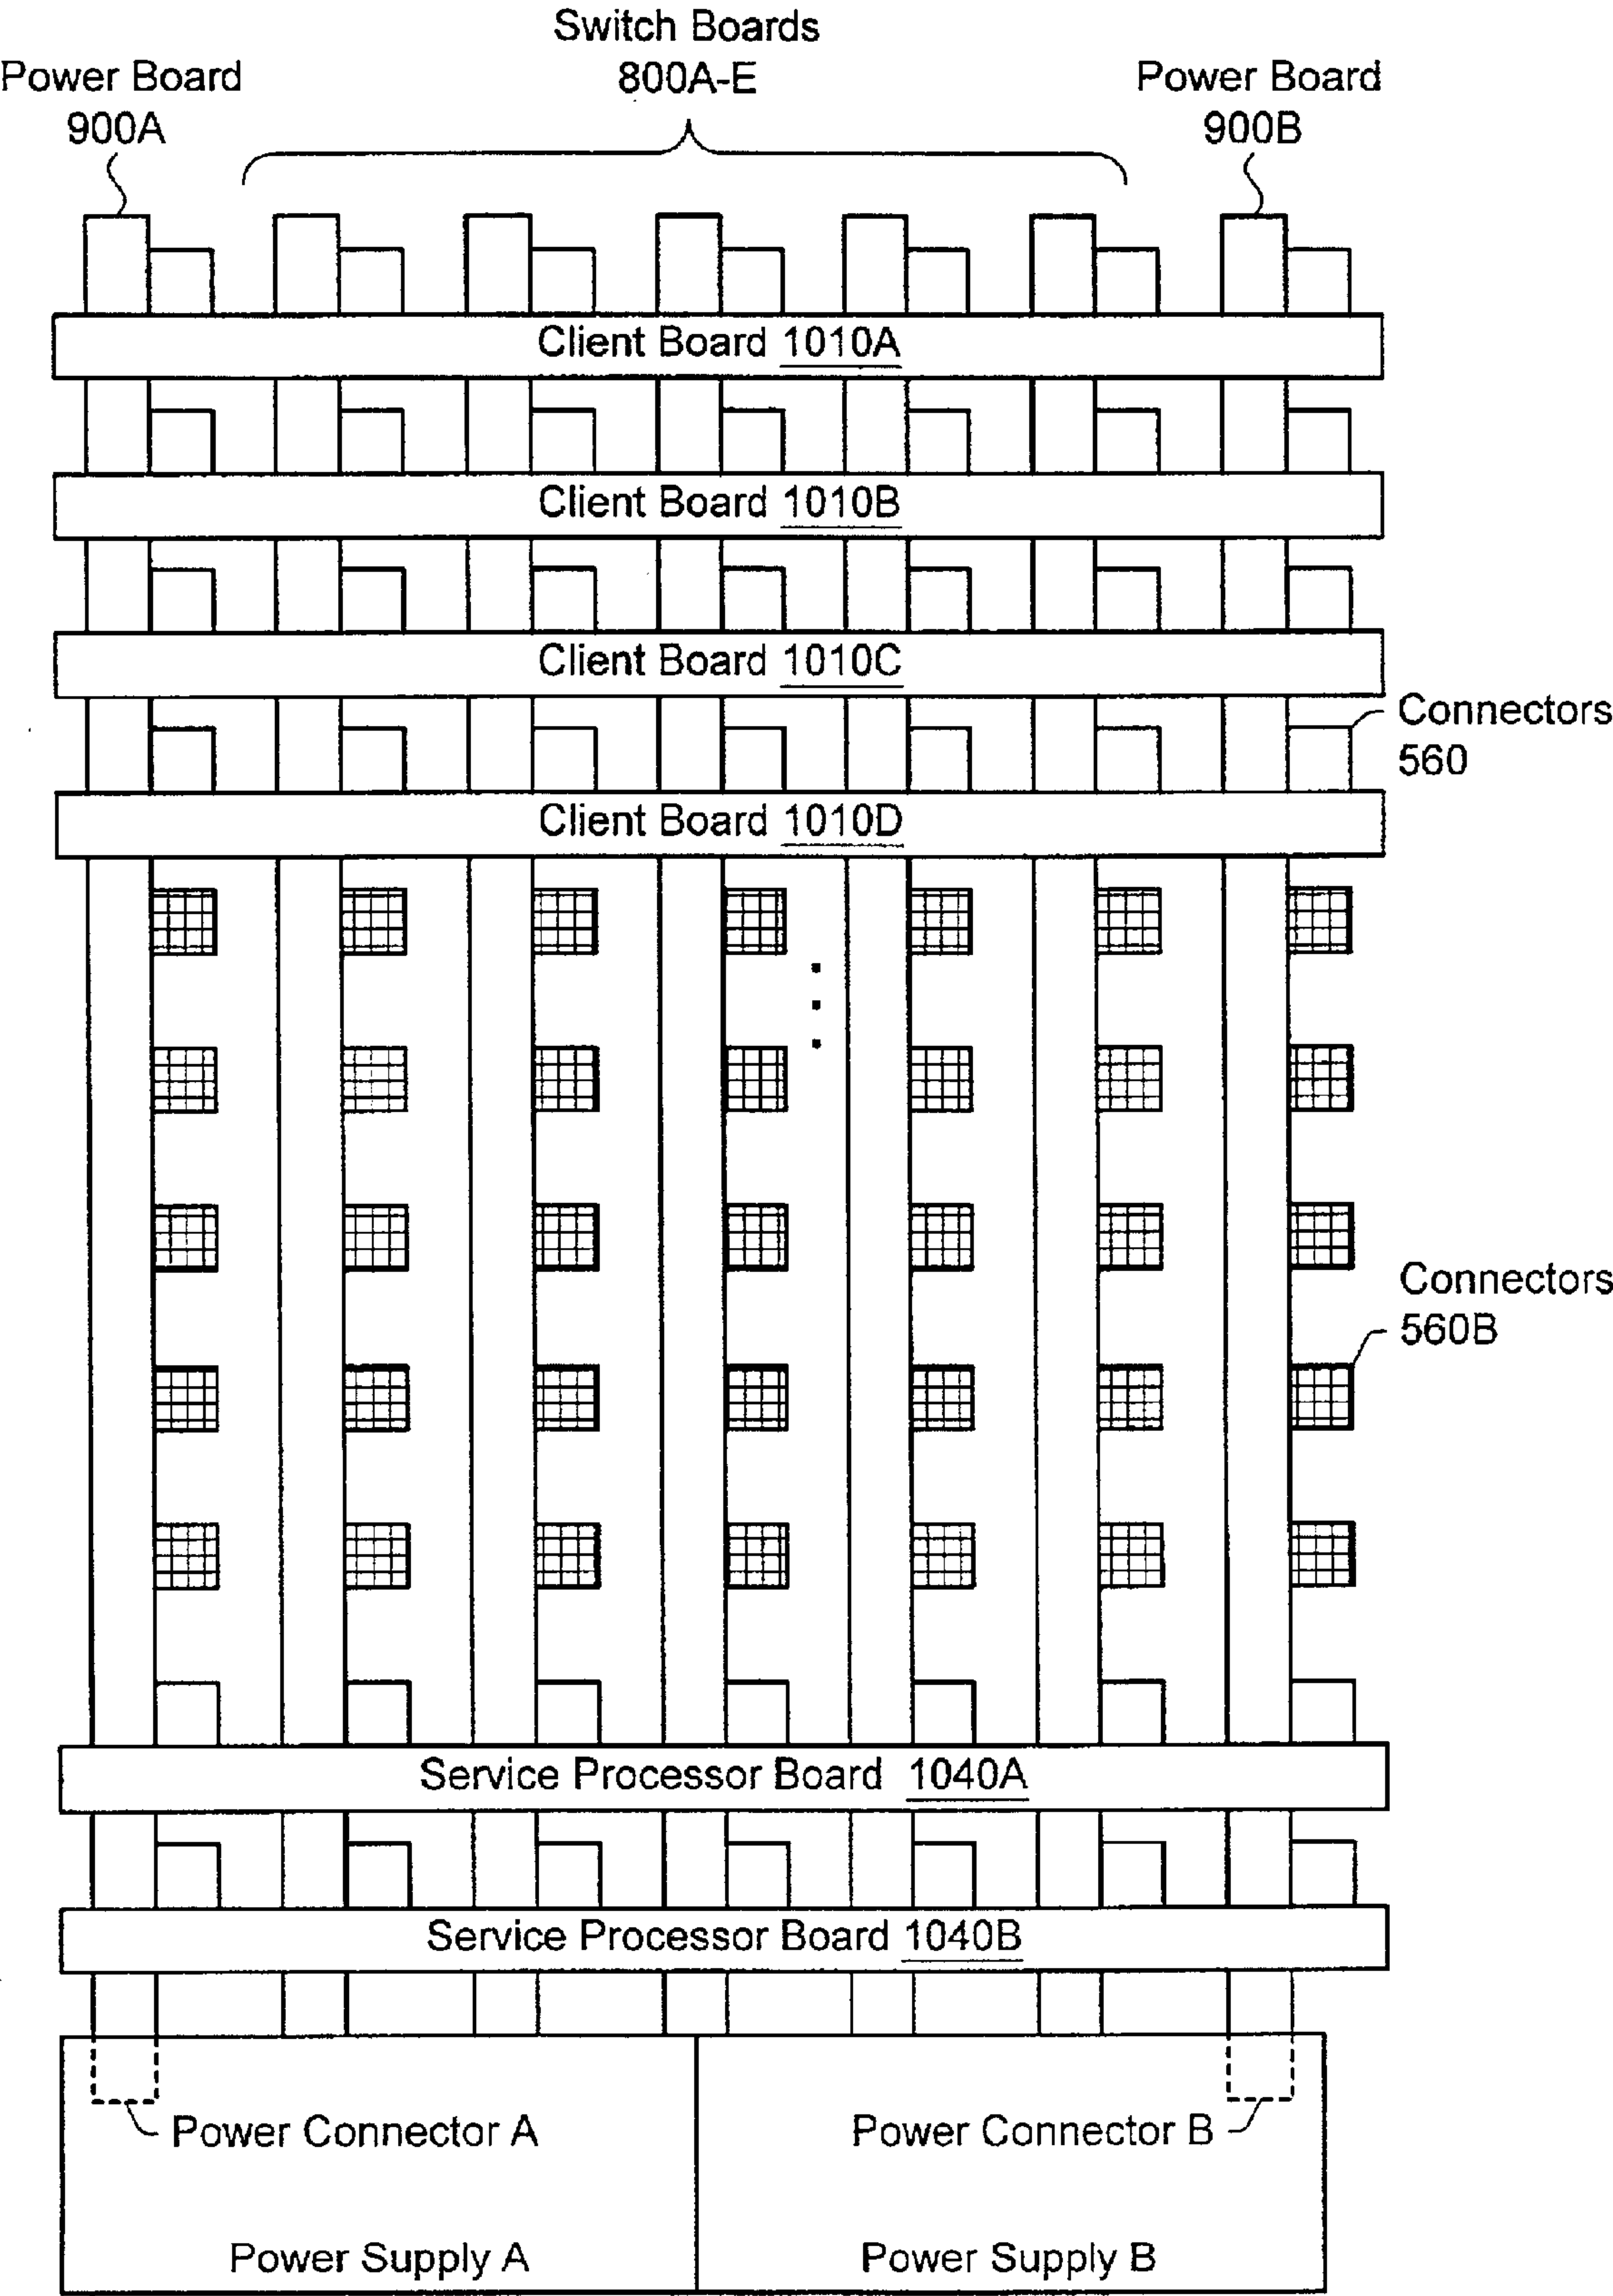 Switch Boards
800A-E
Power Board
900A
Power Board
900B
Client Board 1010A
Client Board 1010B
Client Board 1010C
Connectors
560
Client Board 1010D
Connectors
560B
Service Processor Board 1040A
Service Processor Board 1040B
Power Connector A
Power Connector B
Power Supply A
Power Supply B